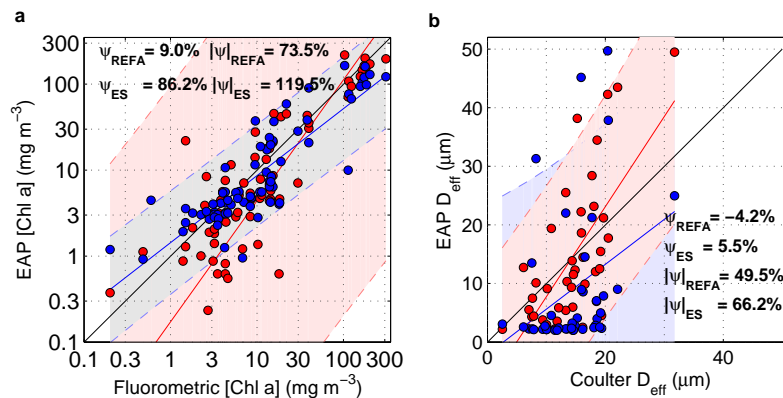 a
ψREFA = 9.0% |ψ|REFA = 73.5%
ψES = 86.2% |ψ|ES = 119.5%
300
100
30
10
3
1
0.3
0.1
EAP [Chl a] (mg m−3)
0.1 0.3 1 3 10 30 100 300
Fluorometric [Chl a] (mg m−3)
b
50
40
30
20
10
0
EAP Deff (μm)
ψREFA = −4.2%
ψES = 5.5%
|ψ|REFA = 49.5%
|ψ|ES = 66.2%
0 20 40
Coulter Deff (μm)